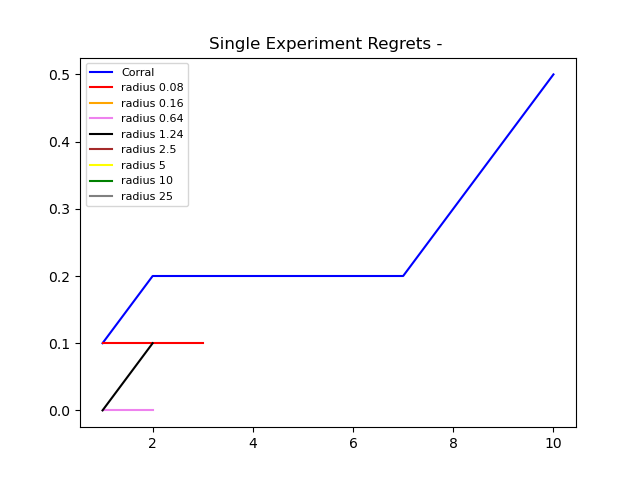 Single Experiment Regrets -
Corral
radius 0.08
radius 0.16
radius 0.64
radius 1.24
radius 2.5
radius 5
radius 10
radius 25
0.5
0.4
0.3
0.2
0.1
0.0
2 4 6 8 10